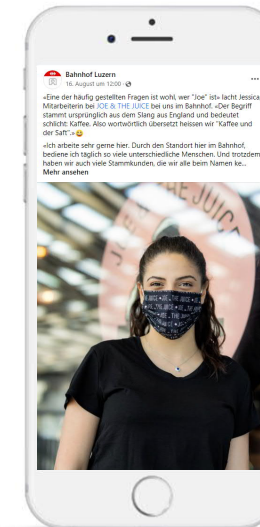 Bahnhof Luzern
16. August um 12:00 ·
«Eine der häufig gestellten Fragen ist wohl, wer "Joe" ist» lacht Jessica,
Mitarbeiterin bei JOE & THE JUICE bei uns im Bahnhof. «Der Begriff
stammt ursprünglich aus dem Slang aus England und bedeutet
schlicht: Kaffee. Also wortwörtlich übersetzt heissen wir "Kaffee und
der Saft".»
«Ich arbeite sehr gerne hier. Durch den Standort hier im Bahnhof,
bediene ich täglich so viele unterschiedliche Menschen. Und trotzdem
haben wir auch viele Stammkunden, die wir alle beim Namen ke...
Mehr ansehen
JOE & THE JUICE